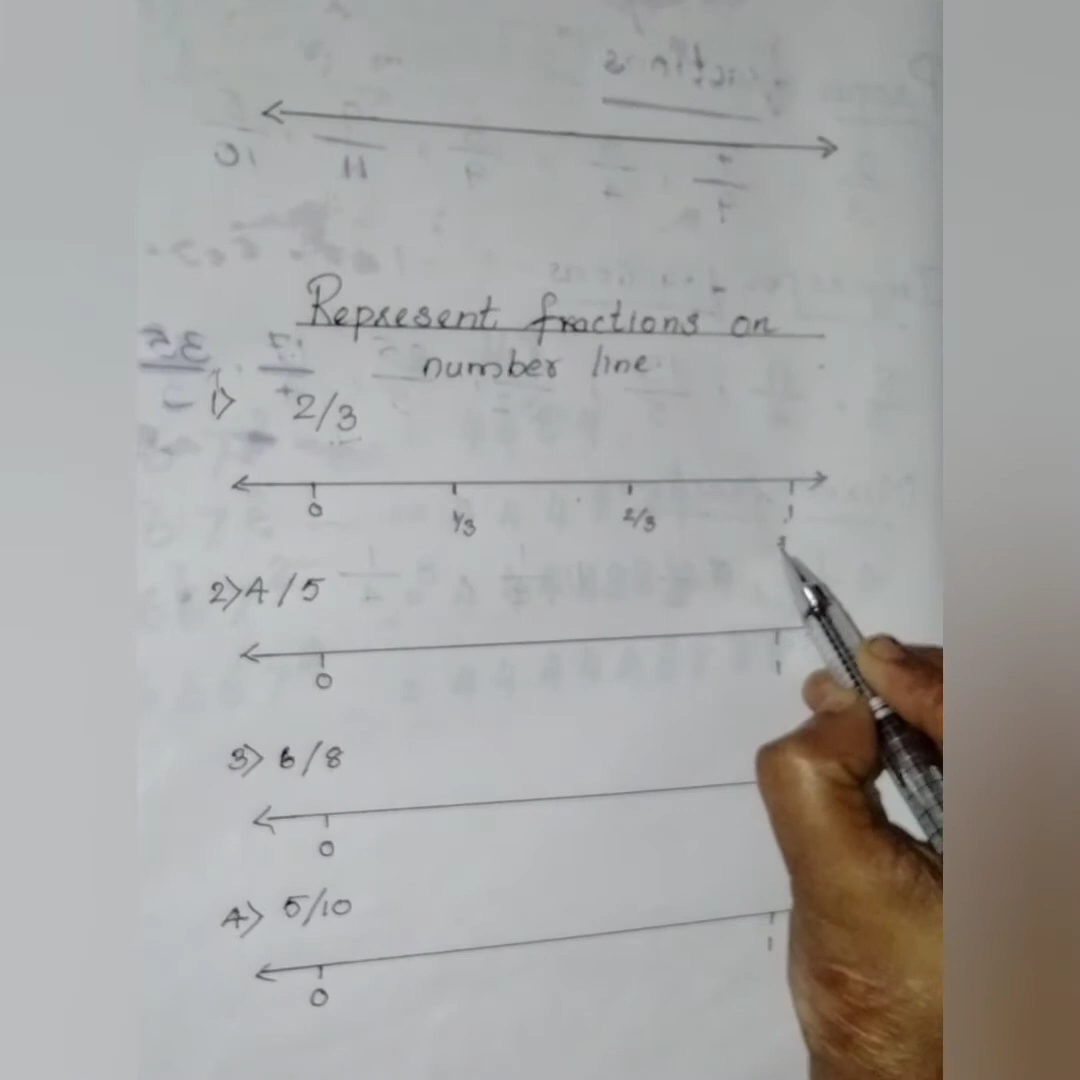 Represent fractions on
number line.
1> 2/3
0 1/3 2/3 1
2> 4/5
0 1
3> 6/8
0
4> 5/10
0 1